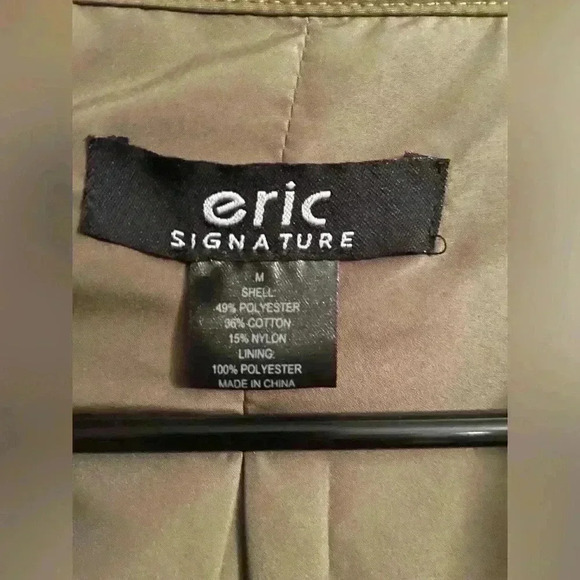 eric
SIGNATURE
M
SHELL:
49% POLYESTER
36% COTTON
15% NYLON
LINING:
100% POLYESTER
MADE IN CHINA